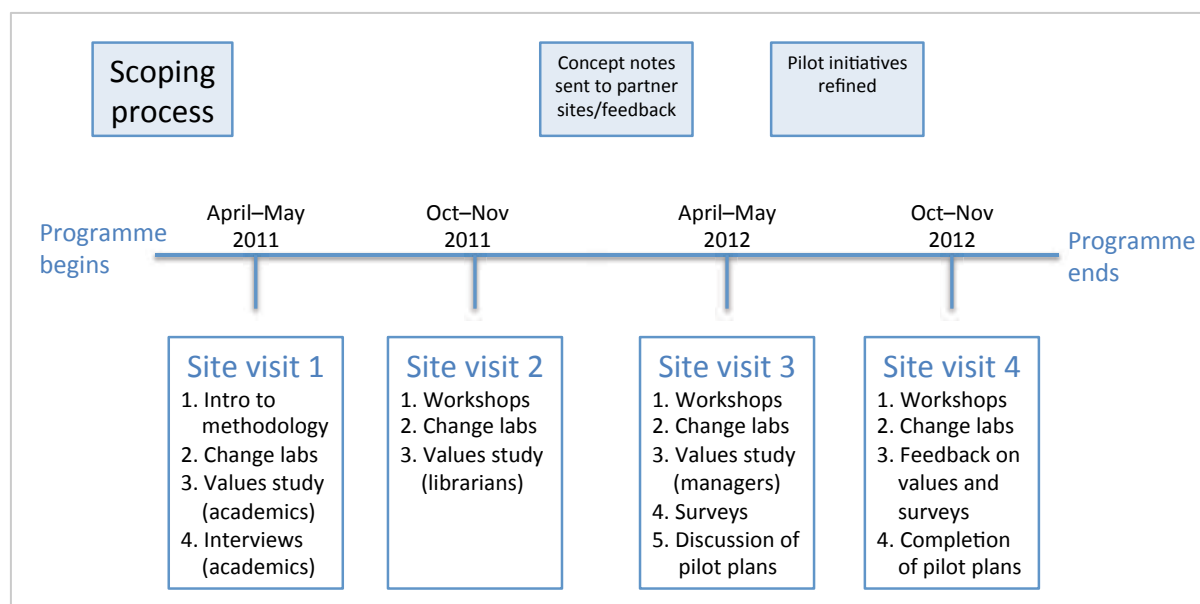 Scoping
process
Concept notes
sent to partner
sites/feedback
Pilot initiatives
refined
Programme
begins
April–May
2011
Oct–Nov
2011
April–May
2012
Oct–Nov
2012
Programme
ends
Site visit 1
1. Intro to
methodology
2. Change labs
3. Values study
(academics)
4. Interviews
(academics)
Site visit 2
1. Workshops
2. Change labs
3. Values study
(librarians)
Site visit 3
1. Workshops
2. Change labs
3. Values study
(managers)
4. Surveys
5. Discussion of
pilot plans
Site visit 4
1. Workshops
2. Change labs
3. Feedback on
values and
surveys
4. Completion
of pilot plans